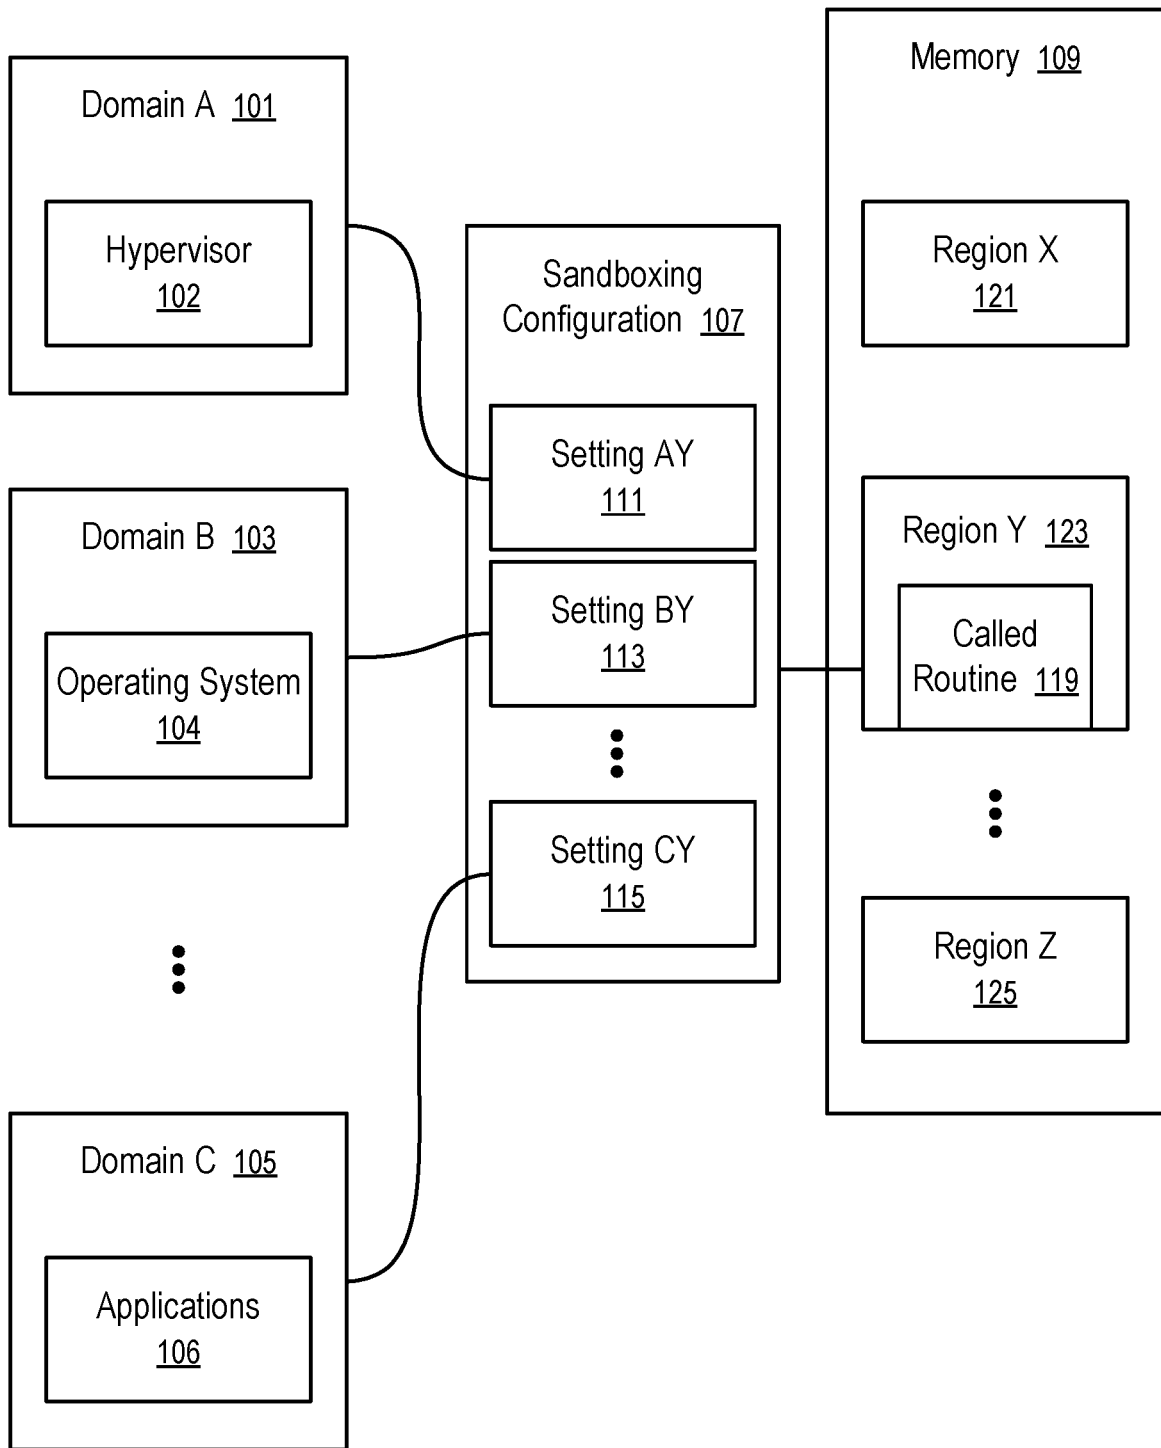 Domain A 101
Hypervisor
102
Domain B 103
Operating System
104
Domain C 105
Applications
106
Sandboxing
Configuration 107
Setting AY
111
Setting BY
113
Setting CY
115
Memory 109
Region X
121
Region Y 123
Called
Routine 119
Region Z
125